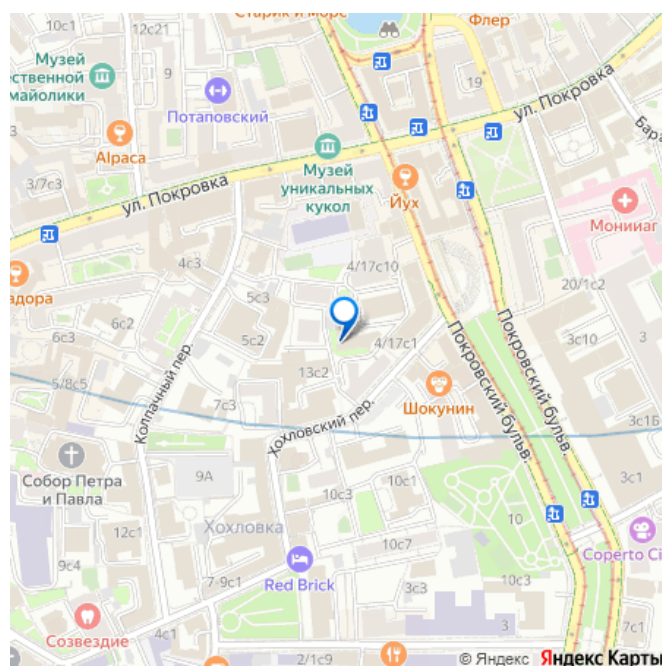 Старик и море
Флер
Музей
ественной
майолики
12с1
9
19
Потаповский
ул. Покровка
Alpaca
Музей
уникальных
кукол
3/7с3
Йух
ул. Покровка
Мониаг
4с3
4/17с10
20/1с2
адора
5с3
6с3
6с2
5с2
4/17с1
3с10
5/8с5
13с2
Покровский бульв.
Покровский бульв.
Колпачный пер.
7с3
Шокунин
Хохловский пер.
3с1Б
Собор Петра
и Павла
9А
10с1
10с3
3с1
12с1
Хохловка
10
10с7
Coperto Ci
9с4
7-9с1
Red Brick
3с3
10с3
Созвездие
4с1
3
7с1
2/1с9
© Яндекс Яндекс Карты